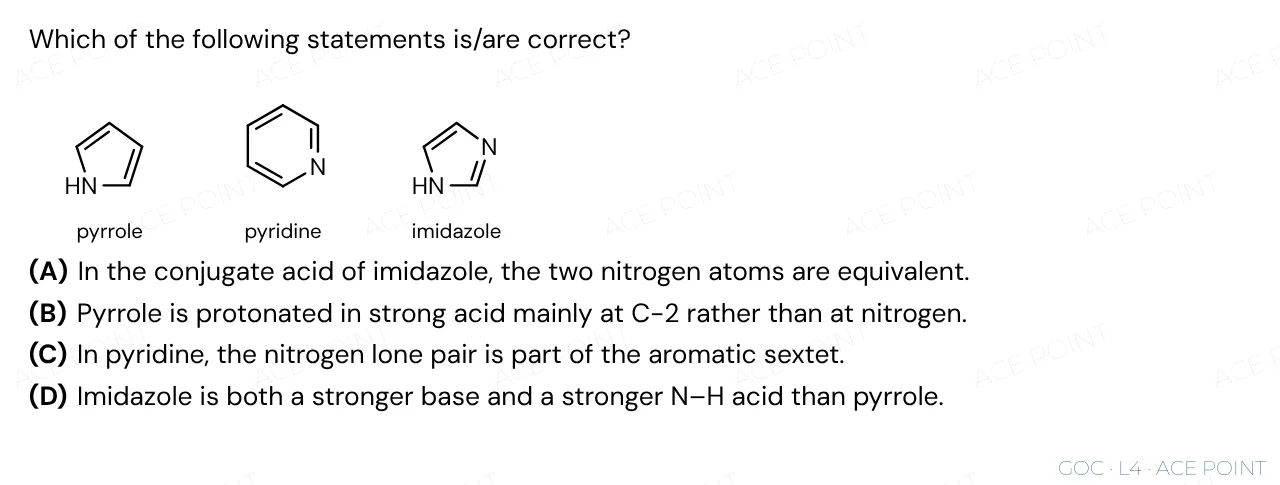 Which of the following statements is/are correct?
HN N HN N
pyrrole pyridine imidazole
(A) In the conjugate acid of imidazole, the two nitrogen atoms are equivalent.
(B) Pyrrole is protonated in strong acid mainly at C-2 rather than at nitrogen.
(C) In pyridine, the nitrogen lone pair is part of the aromatic sextet.
(D) Imidazole is both a stronger base and a stronger N–H acid than pyrrole.
GOC · L4 · ACE POINT
ACE POINT